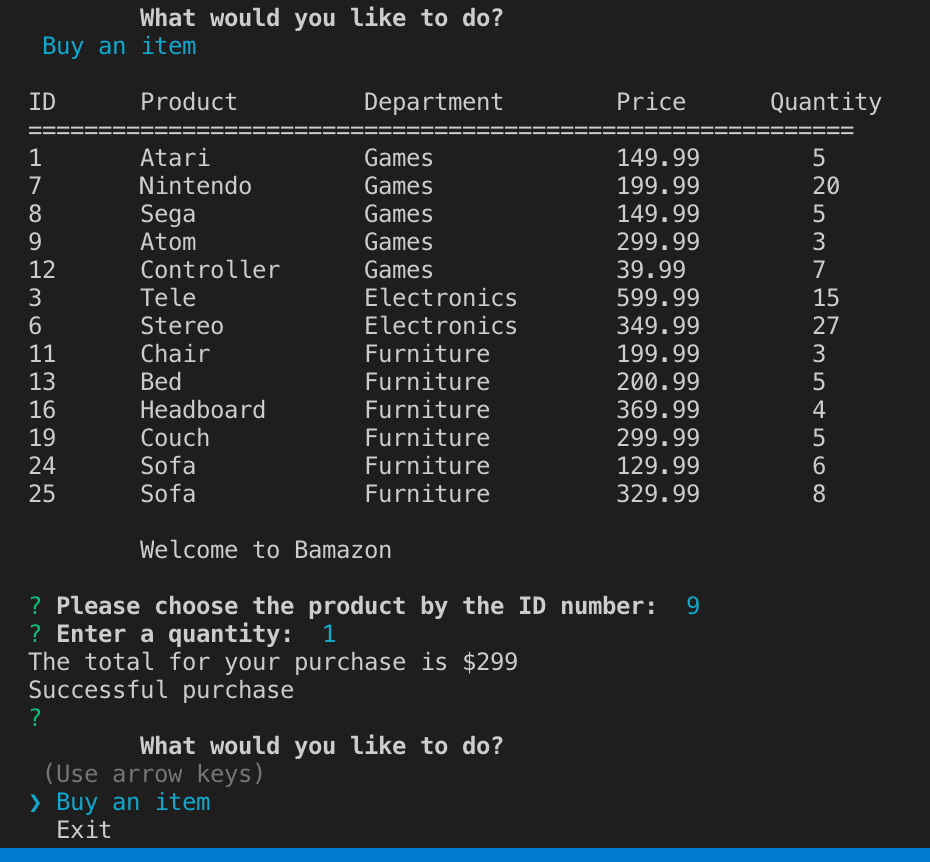 What would you like to do?
Buy an item
ID Product Department Price Quantity
===========================================================
1 Atari Games 149.99 5
7 Nintendo Games 199.99 20
8 Sega Games 149.99 5
9 Atom Games 299.99 3
12 Controller Games 39.99 7
3 Tele Electronics 599.99 15
6 Stereo Electronics 349.99 27
11 Chair Furniture 199.99 3
13 Bed Furniture 200.99 5
16 Headboard Furniture 369.99 4
19 Couch Furniture 299.99 5
24 Sofa Furniture 129.99 6
25 Sofa Furniture 329.99 8
Welcome to Bamazon
? Please choose the product by the ID number: 9
? Enter a quantity: 1
The total for your purchase is $299
Successful purchase
?
What would you like to do?
(Use arrow keys)
❯ Buy an item
Exit